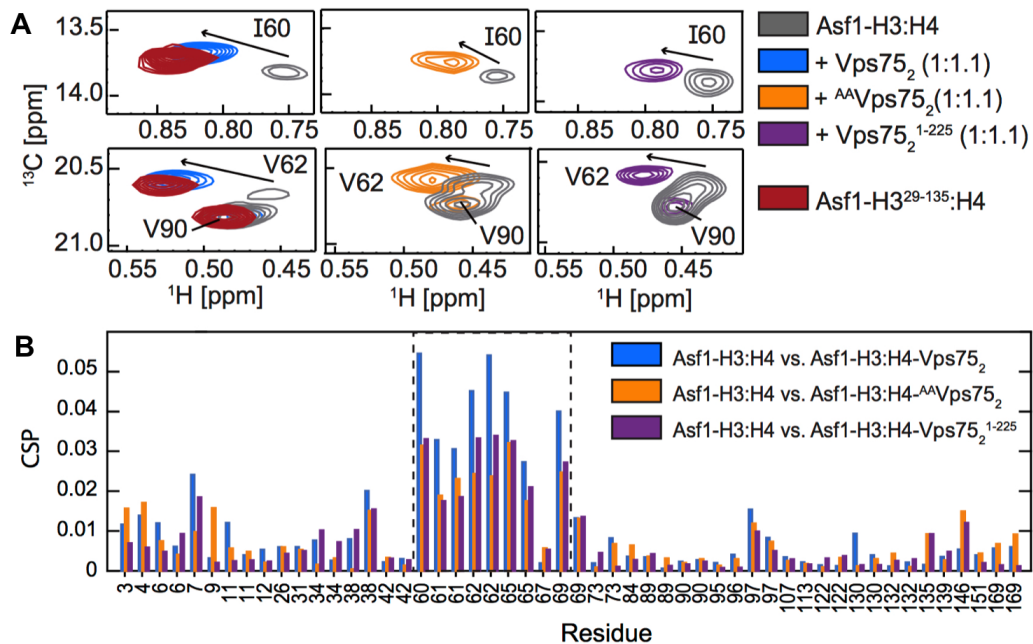 A
13.5
14.0
0.85 0.80 0.75
I60
0.85 0.80 0.75
I60
0.85 0.80 0.75
I60
13C [ppm]
20.5
21.0
V62
V90
0.55 0.50 0.45
1H [ppm]
V62
V90
0.55 0.50 0.45
1H [ppm]
V62
V90
0.55 0.50 0.45
1H [ppm]
Asf1-H3:H4
+ Vps75₂ (1:1.1)
+ ᴬᴬVps75₂(1:1.1)
+ Vps75₂¹⁻²²⁵ (1:1.1)
Asf1-H3²⁹⁻¹³⁵:H4
B
CSP
0.05
0.04
0.03
0.02
0.01
0
Asf1-H3:H4 vs. Asf1-H3:H4-Vps75₂
Asf1-H3:H4 vs. Asf1-H3:H4-ᴬᴬVps75₂
Asf1-H3:H4 vs. Asf1-H3:H4-Vps75₂¹⁻²²⁵
3 4 6 6 7 9 11 11 12 26 31 34 34 38 38 42 42 60 61 61 62 62 65 65 67 69 69 73 73 84 89 89 90 90 95 96 97 97 107 113 122 122 130 130 132 132 135 139 146 151 169 169
Residue